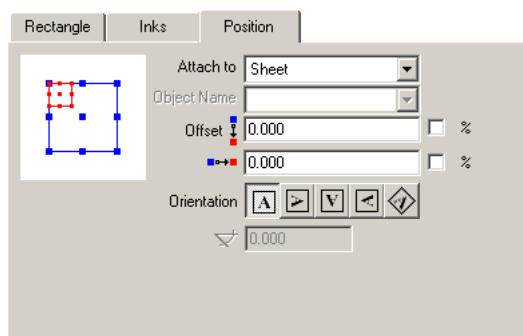 Rectangle Inks Position
Attach to Sheet
Object Name
Offset 0.000 %
0.000 %
Orientation A A A A A
0.000